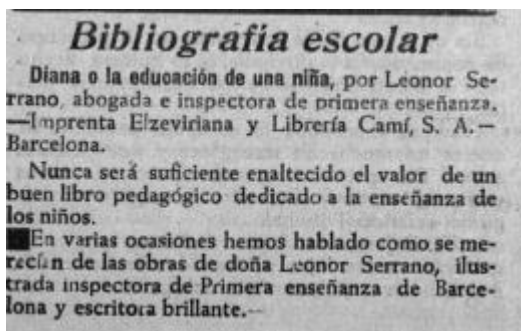 Bibliografía escolar
Diana o la educación de una niña, por Leonor Se-
rrano, abogada e inspectora de primera enseñanza.
—Imprenta Elzeviriana y Librería Camí, S. A.—
Barcelona.
Nunca será suficiente enaltecido el valor de un
buen libro pedagógico dedicado a la enseñanza de
los niños.
En varias ocasiones hemos hablado como se me-
recían de las obras de doña Leonor Serrano, ilus-
trada inspectora de Primera enseñanza de Barce-
lona y escritora brillante.—